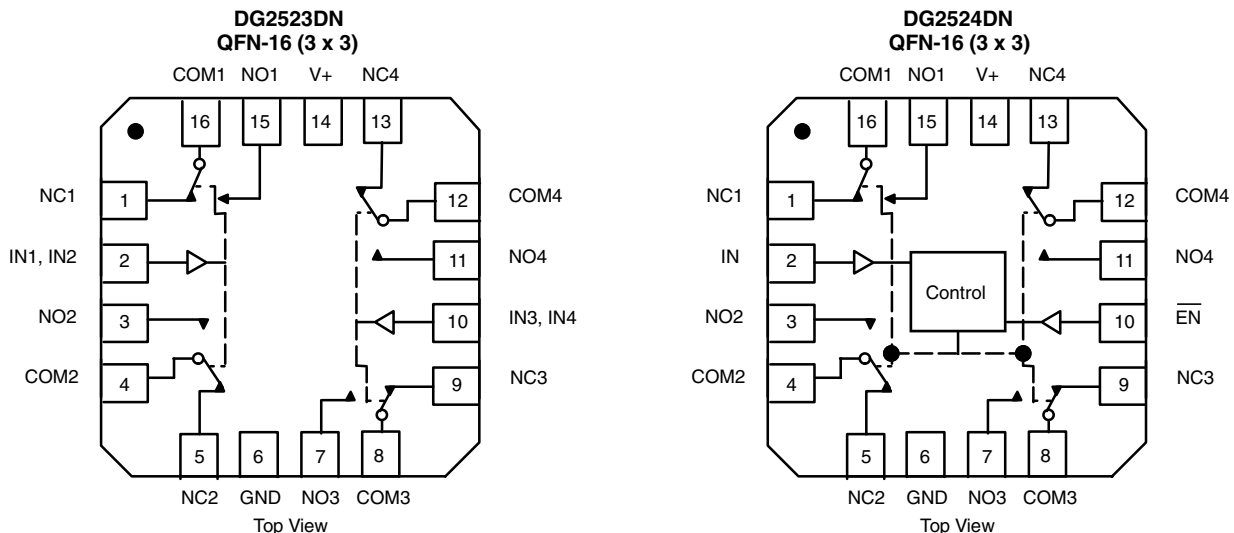 DG2523DN
QFN-16 (3 x 3)
COM1 NO1 V+ NC4
16 15 14 13
NC1 1 12 COM4
IN1, IN2 2 11 NO4
NO2 3 10 IN3, IN4
COM2 4 9 NC3
5 6 7 8
NC2 GND NO3 COM3
Top View
DG2524DN
QFN-16 (3 x 3)
COM1 NO1 V+ NC4
16 15 14 13
NC1 1 12 COM4
IN 2 11 NO4
Control
NO2 3 10 EN
COM2 4 9 NC3
5 6 7 8
NC2 GND NO3 COM3
Top View